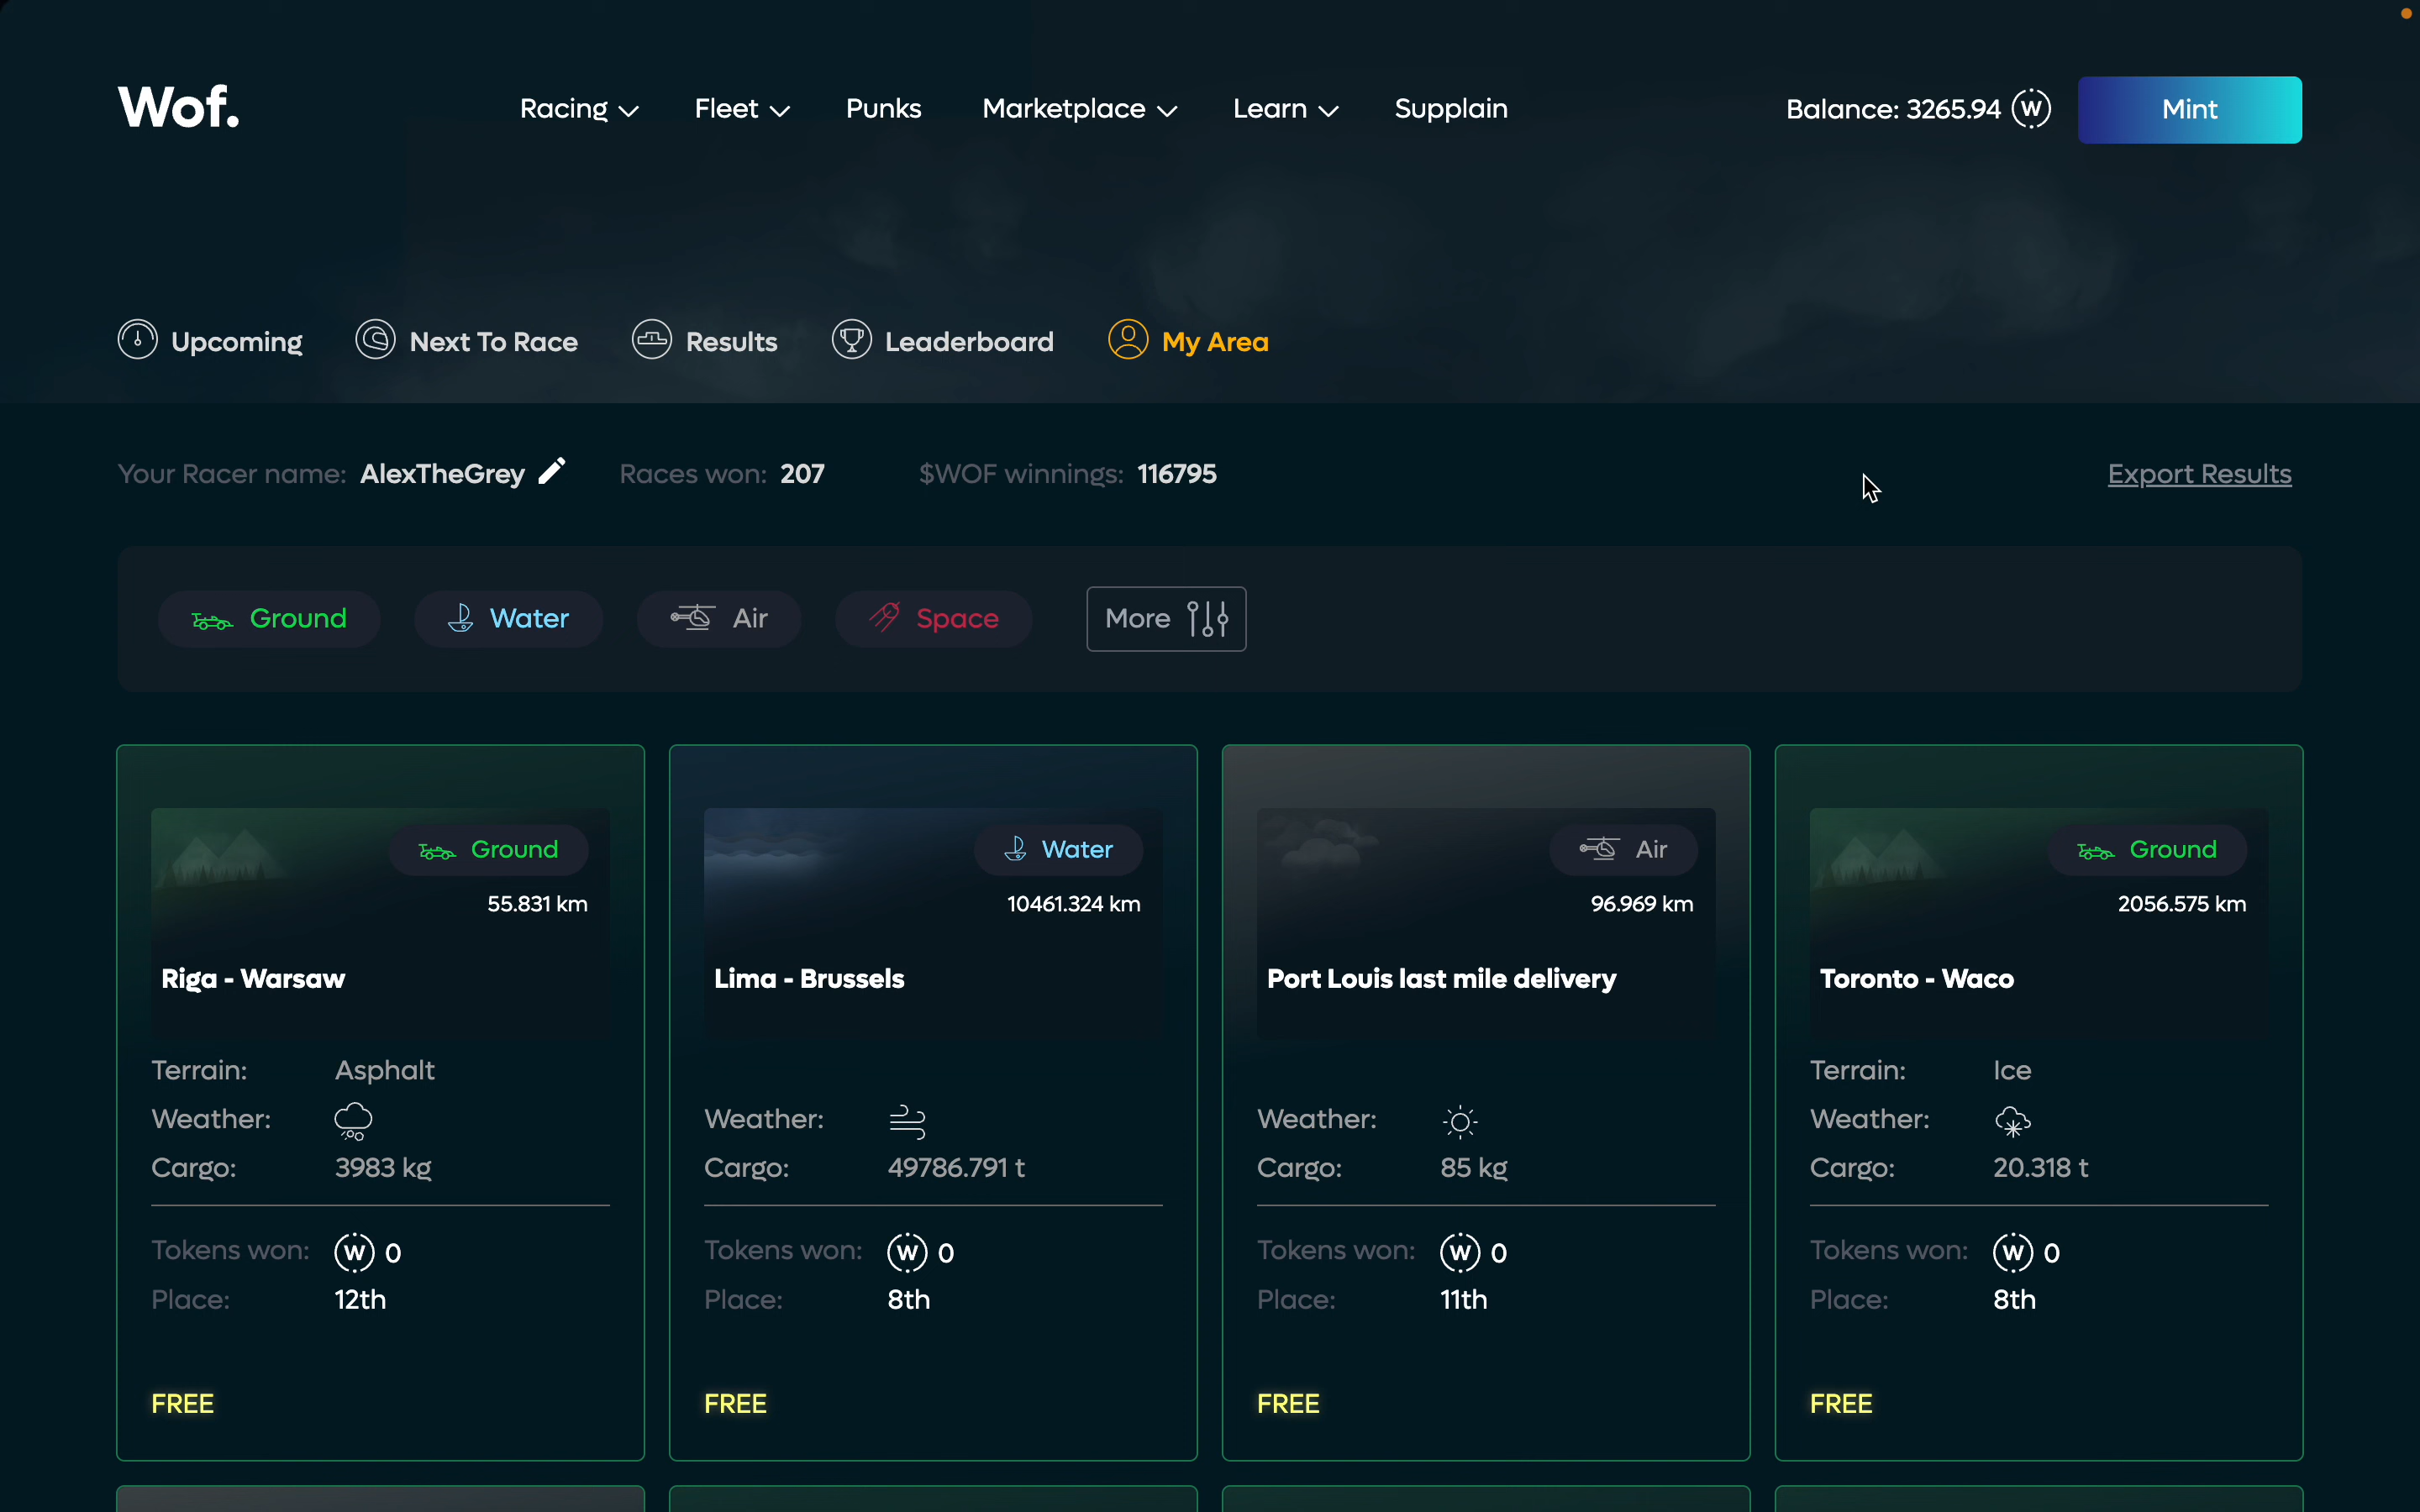 Wof.
Racing Fleet Punks Marketplace Learn Supplain Balance: 3265.94 W Mint
Upcoming Next To Race Results Leaderboard My Area
Your Racer name: AlexTheGrey Races won: 207 $WOF winnings: 116795 Export Results
Ground Water Air Space More
Ground
55.831 km
Riga - Warsaw
Terrain: Asphalt
Weather:
Cargo: 3983 kg
Tokens won: W 0
Place: 12th
FREE
Water
10461.324 km
Lima - Brussels
Weather:
Cargo: 49786.791 t
Tokens won: W 0
Place: 8th
FREE
Air
96.969 km
Port Louis last mile delivery
Weather:
Cargo: 85 kg
Tokens won: W 0
Place: 11th
FREE
Ground
2056.575 km
Toronto - Waco
Terrain: Ice
Weather:
Cargo: 20.318 t
Tokens won: W 0
Place: 8th
FREE